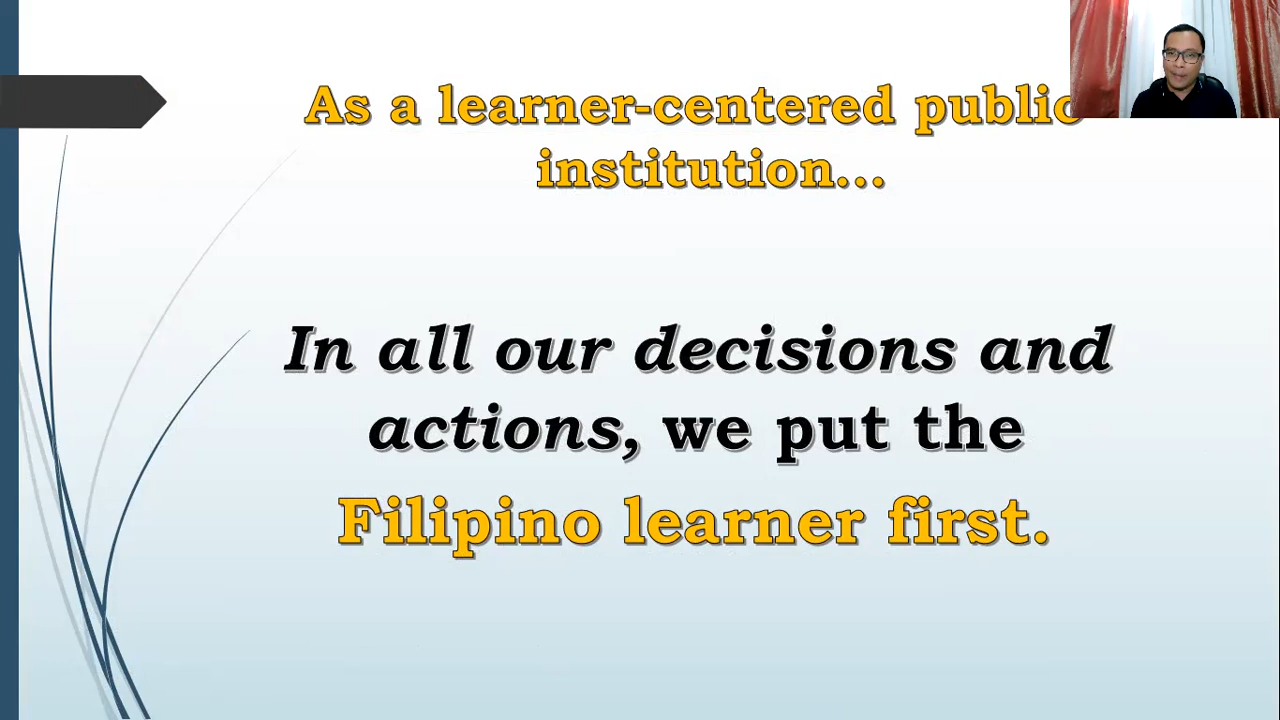 As a learner-centered public
institution...
In all our decisions and
actions, we put the
Filipino learner first.